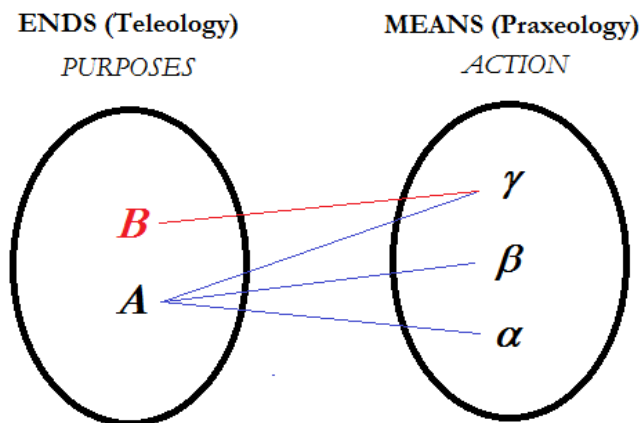 ENDS (Teleology)
PURPOSES
MEANS (Praxeology)
ACTION
B
A
γ
β
α